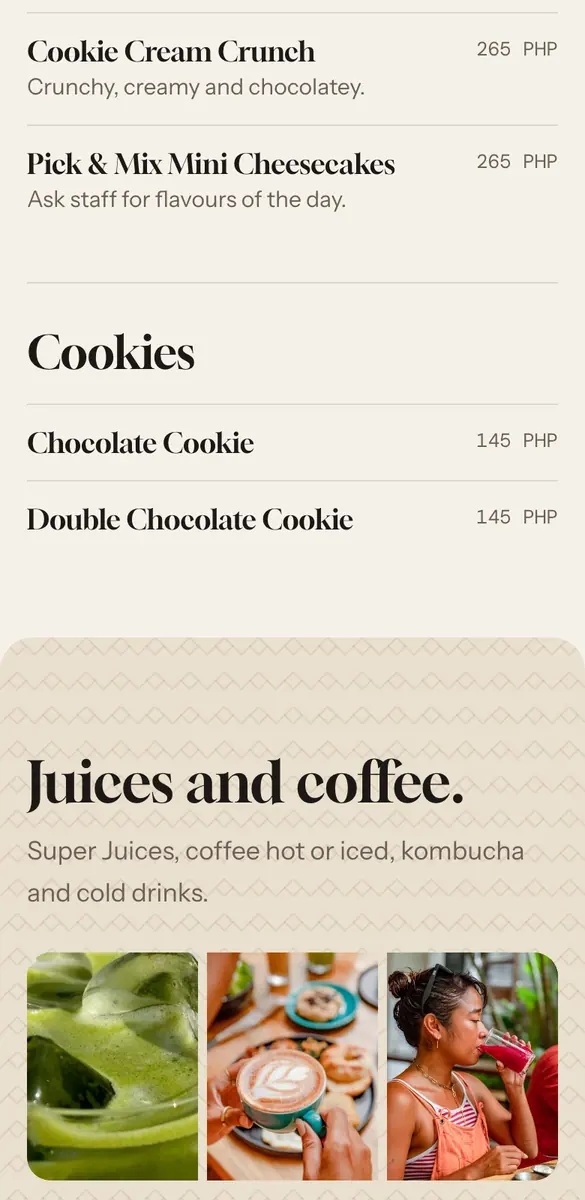 Cookie Cream Crunch 265 PHP
Crunchy, creamy and chocolatey.
Pick & Mix Mini Cheesecakes 265 PHP
Ask staff for flavours of the day.
Cookies
Chocolate Cookie 145 PHP
Double Chocolate Cookie 145 PHP
Juices and coffee.
Super Juices, coffee hot or iced, kombucha
and cold drinks.